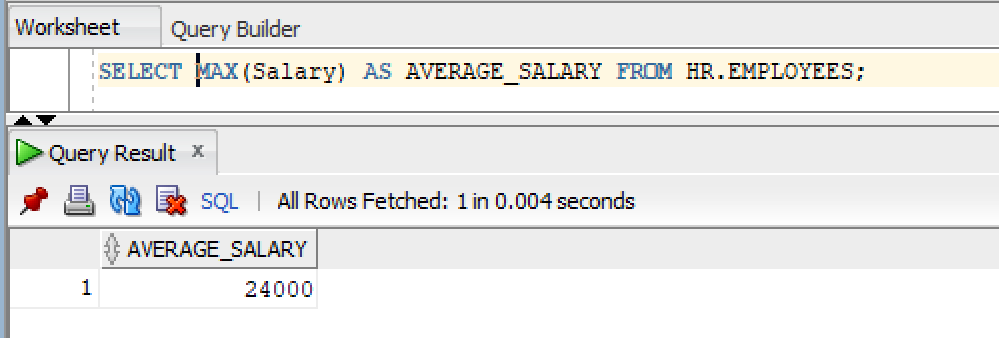 Worksheet Query Builder
SELECT MAX(Salary) AS AVERAGE_SALARY FROM HR.EMPLOYEES;
Query Result x
SQL | All Rows Fetched: 1 in 0.004 seconds
AVERAGE_SALARY
1 24000